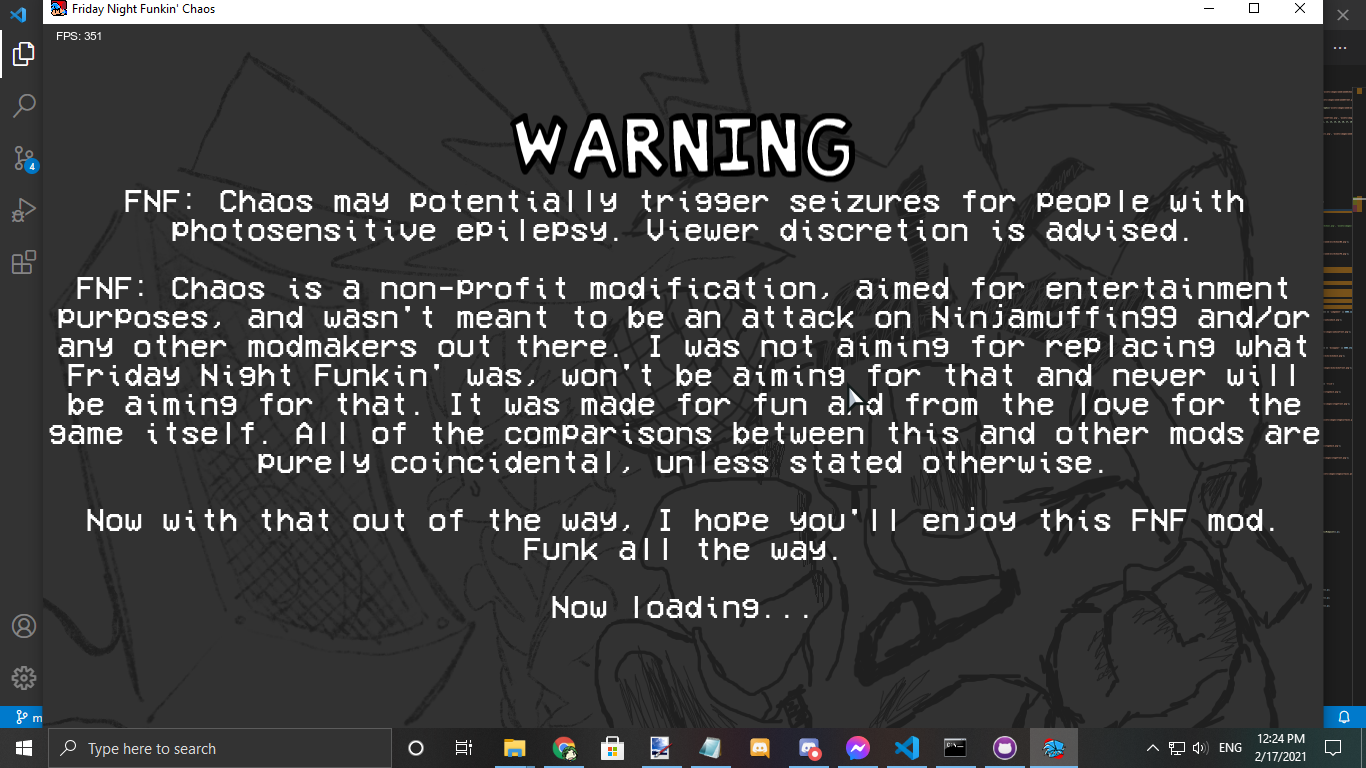 Friday Night Funkin' Chaos
FPS: 351
WARNING
FNF: Chaos may potentially trigger seizures for people with
photosensitive epilepsy. Viewer discretion is advised.
FNF: Chaos is a non-profit modification, aimed for entertainment
purposes, and wasn't meant to be an attack on Ninjamuffin99 and/or
any other modmakers out there. I was not aiming for replacing what
Friday Night Funkin' was, won't be aiming for that and never will
be aiming for that. It was made for fun and from the love for the
game itself. All of the comparisons between this and other mods are
purely coincidental, unless stated otherwise.
Now with that out of the way, I hope you'll enjoy this FNF mod.
Funk all the way.
Now loading...
4
m
Type here to search
ENG
12:24 PM
2/17/2021